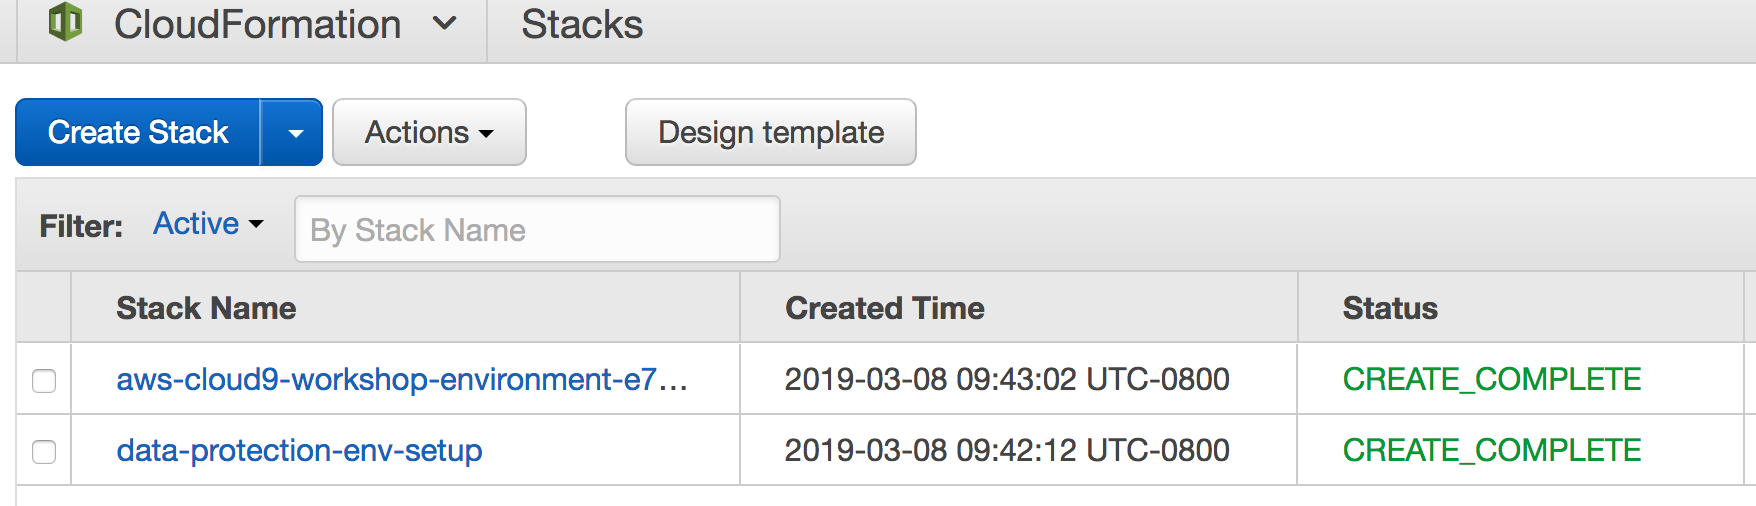 CloudFormation Stacks
Create Stack Actions Design template
Filter: Active By Stack Name
Stack Name Created Time Status
aws-cloud9-workshop-environment-e7... 2019-03-08 09:43:02 UTC-0800 CREATE_COMPLETE
data-protection-env-setup 2019-03-08 09:42:12 UTC-0800 CREATE_COMPLETE